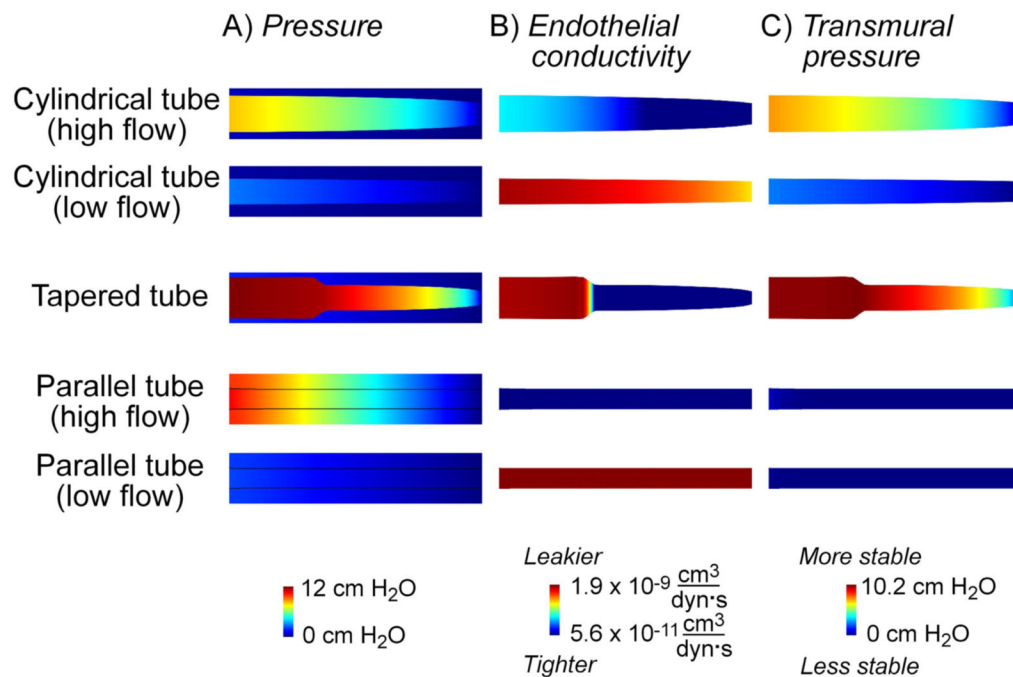 A) Pressure
B) Endothelial
conductivity
C) Transmural
pressure
Cylindrical tube
(high flow)
Cylindrical tube
(low flow)
Tapered tube
Parallel tube
(high flow)
Parallel tube
(low flow)
12 cm H₂O
0 cm H₂O
Leakier
1.9 x 10⁻⁹ cm³/dyn·s
5.6 x 10⁻¹¹ cm³/dyn·s
Tighter
More stable
10.2 cm H₂O
0 cm H₂O
Less stable